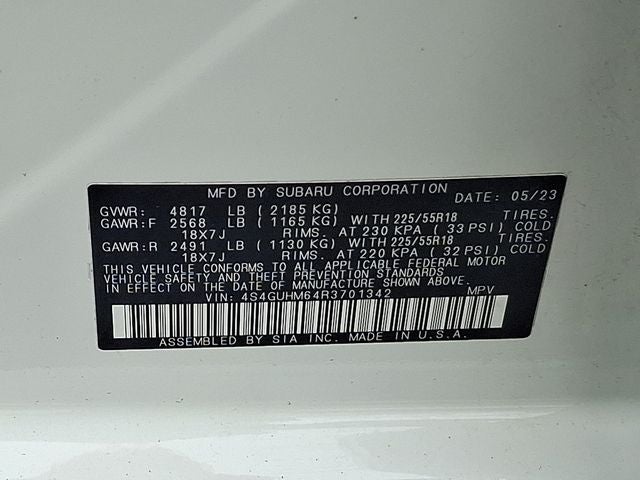 MFD BY SUBARU CORPORATION DATE: 05/23
GVWR: 4817 LB ( 2185 KG)
GAWR:F 2568 LB ( 1165 KG) WITH 225/55R18 TIRES.
18X7J RIMS. AT 230 KPA ( 33 PSI) COLD
GAWR:R 2491 LB ( 1130 KG) WITH 225/55R18 TIRES.
18X7J RIMS. AT 220 KPA ( 32 PSI) COLD
THIS VEHICLE CONFORMS TO ALL APPLICABLE FEDERAL MOTOR
VEHICLE SAFETY AND THEFT PREVENTION STANDARDS
IN EFFECT ON THE DATE OF MANUFACTURE SHOWN ABOVE.
VIN: 4S4GUHM64R3701342 MPV
ASSEMBLED BY SIA INC. MADE IN U.S.A.